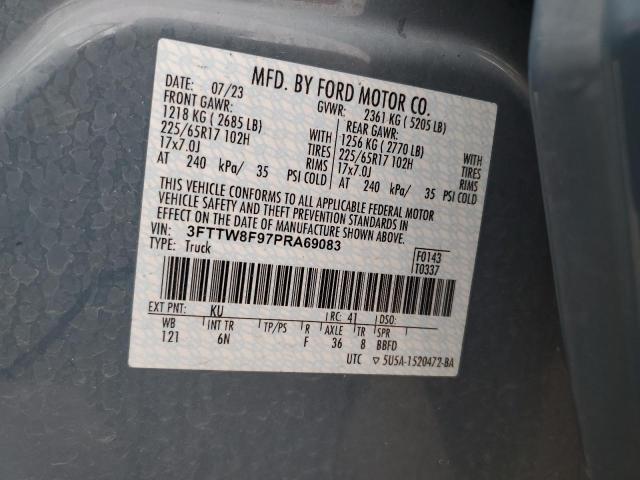 MFD. BY FORD MOTOR CO.
DATE: 07/23 GVWR: 2361 KG ( 5205 LB)
FRONT GAWR: REAR GAWR:
1218 KG ( 2685 LB) WITH 1256 KG ( 2770 LB) WITH
225/65R17 102H TIRES 225/65R17 102H TIRES
17x7.0J RIMS 17x7.0J RIMS
AT 240 kPa/ 35 PSI COLD AT 240 kPa/ 35 PSI COLD
THIS VEHICLE CONFORMS TO ALL APPLICABLE FEDERAL MOTOR
VEHICLE SAFETY AND THEFT PREVENTION STANDARDS IN
EFFECT ON THE DATE OF MANUFACTURE SHOWN ABOVE.
VIN: 3FTTW8F97PRA69083 F0143
TYPE: Truck T0337
EXT PNT: KU RC: 41 DSO:
WB INT TR TP/PS R AXLE TR SPR
121 6N F 36 8 BBFD
UTC ▽ 5U5A-1520472-BA